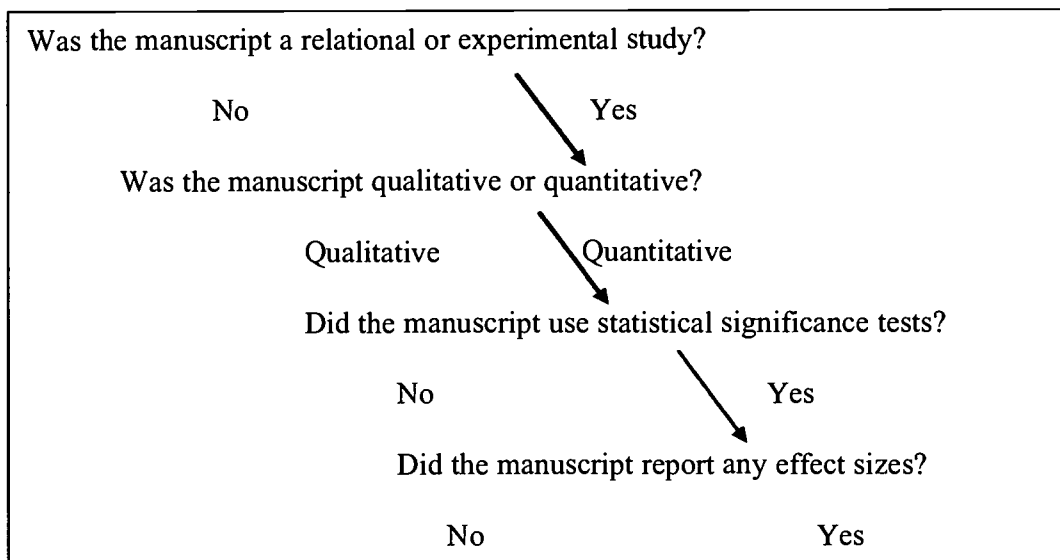 Was the manuscript a relational or experimental study?
No Yes
Was the manuscript qualitative or quantitative?
Qualitative Quantitative
Did the manuscript use statistical significance tests?
No Yes
Did the manuscript report any effect sizes?
No Yes